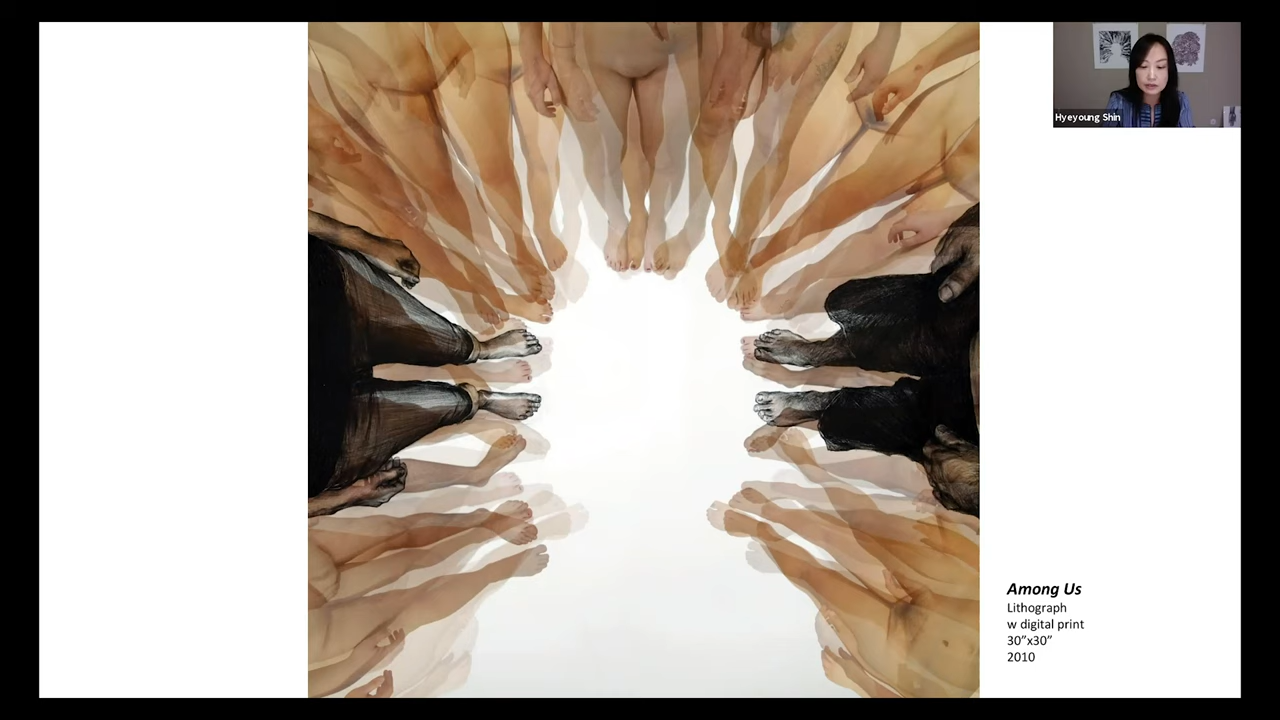 Hyeyoung Shin
Among Us
Lithograph
w digital print
30”x30”
2010